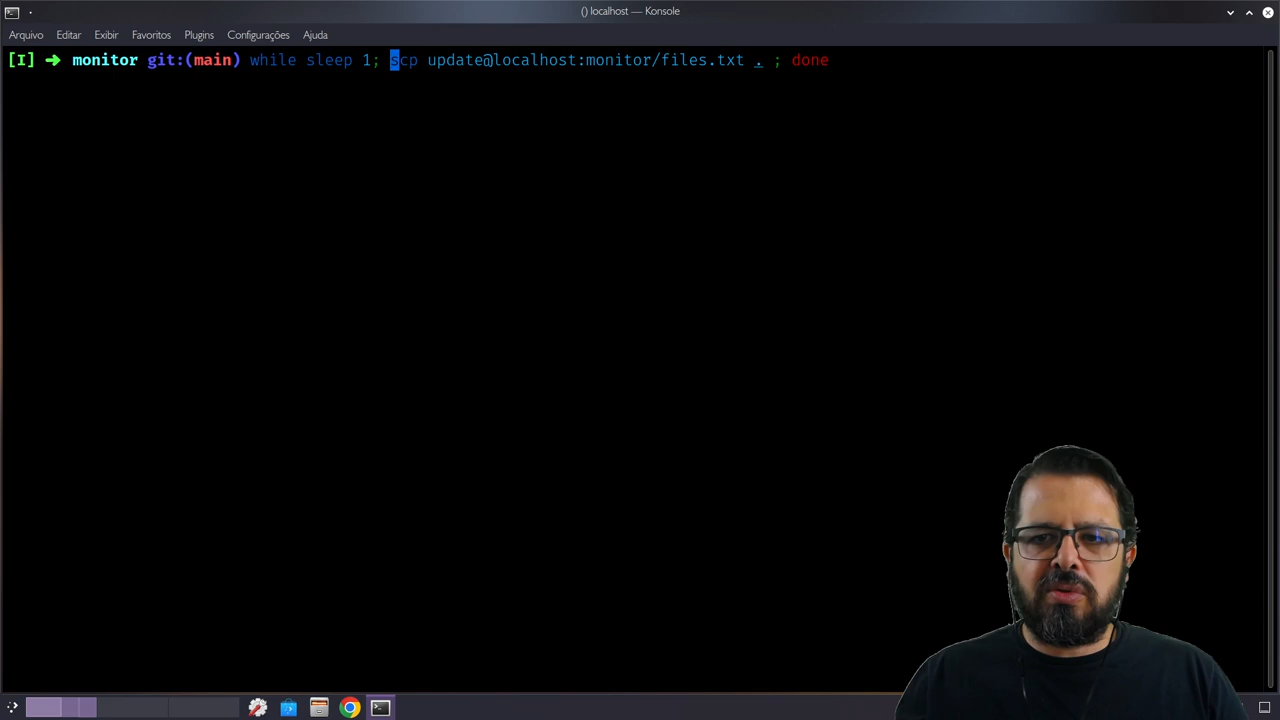 () localhost — Konsole
Arquivo Editar Exibir Favoritos Plugins Configurações Ajuda
[I] ➜ monitor git:(main) while sleep 1; scp update@localhost:monitor/files.txt . ; done